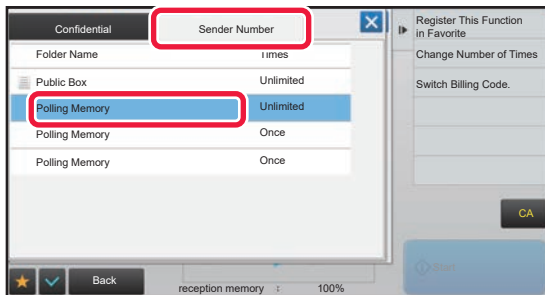 Confidential
Sender Number
Folder Name
Times
Public Box
Unlimited
Polling Memory
Unlimited
Polling Memory
Once
Polling Memory
Once
Back
reception memory : 100%
Register This Function
in Favorite
Change Number of Times
Switch Billing Code.
CA
Start